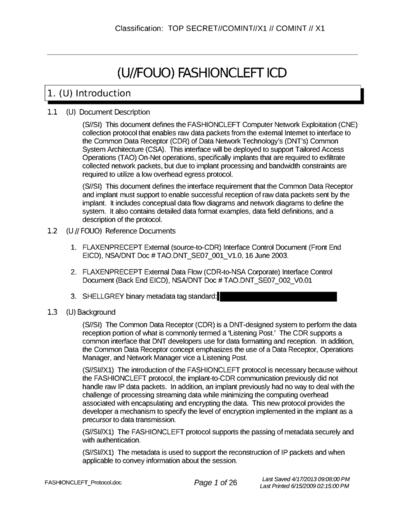 Classification: TOP SECRET//COMINT//X1 // COMINT // X1
(U//FOUO) FASHIONCLEFT ICD
1. (U) Introduction
1.1 (U) Document Description
(S//SI) This document defines the FASHIONCLEFT Computer Network Exploitation (CNE)
collection protocol that enables raw data packets from the external Internet to interface to
the Common Data Receptor (CDR) of Data Network Technology's (DNT's) Common
System Architecture (CSA). This interface will be deployed to support Tailored Access
Operations (TAO) On-Net operations, specifically implants that are required to exfiltrate
collected network packets, but due to implant processing and bandwidth constraints are
required to utilize a low overhead egress protocol.
(S//SI) This document defines the interface requirement that the Common Data Receptor
and implant must support to enable successful reception of raw data packets sent by the
implant. It includes conceptual data flow diagrams and network diagrams to define the
system. It also contains detailed data format examples, data field definitions, and a
description of the protocol.
1.2 (U // FOUO) Reference Documents
1. FLAXENPRECEPT External (source-to-CDR) Interface Control Document (Front End
EICD), NSA/DNT Doc # TAO.DNT_SE07_001_V1.0, 16 June 2003.
2. FLAXENPRECEPT External Data Flow (CDR-to-NSA Corporate) Interface Control
Document (Back End EICD), NSA/DNT Doc # TAO.DNT_SE07_002_V0.01
3. SHELLGREY binary metadata tag standard:
1.3 (U) Background
(S//SI) The Common Data Receptor (CDR) is a DNT-designed system to perform the data
reception portion of what is commonly termed a 'Listening Post.' The CDR supports a
common interface that DNT developers use for data formatting and reception. In addition,
the Common Data Receptor concept emphasizes the use of a Data Receptor, Operations
Manager, and Network Manager vice a Listening Post.
(S//SI//X1) The introduction of the FASHIONCLEFT protocol is necessary because without
the FASHIONCLEFT protocol, the implant-to-CDR communication previously did not
handle raw IP data packets. In addition, an implant previously had no way to deal with the
challenge of processing streaming data while minimizing the computing overhead
associated with encapsulating and encrypting the data. This new protocol provides the
developer a mechanism to specify the level of encryption implemented in the implant as a
precursor to data transmission.
(S//SI//X1) The FASHIONCLEFT protocol supports the passing of metadata securely and
with authentication.
(S//SI//X1) The metadata is used to support the reconstruction of IP packets and when
applicable to convey information about the session.
FASHIONCLEFT_Protocol.doc Page 1 of 26 Last Saved 4/17/2013 09:08:00 PM
Last Printed 6/15/2009 02:15:00 PM